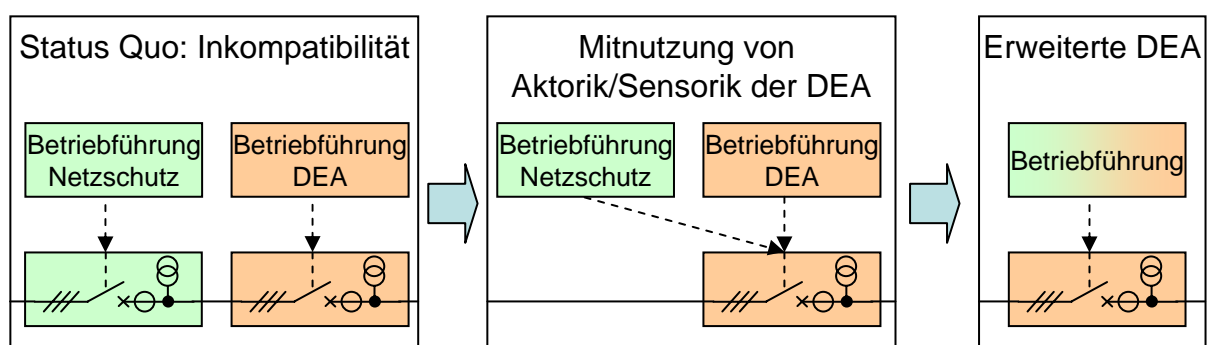 Status Quo: Inkompatibilität
Betriebführung
Netzschutz
Betriebführung
DEA
Mitnutzung von
Aktorik/Sensorik der DEA
Betriebführung
Netzschutz
Betriebführung
DEA
Erweiterte DEA
Betriebführung